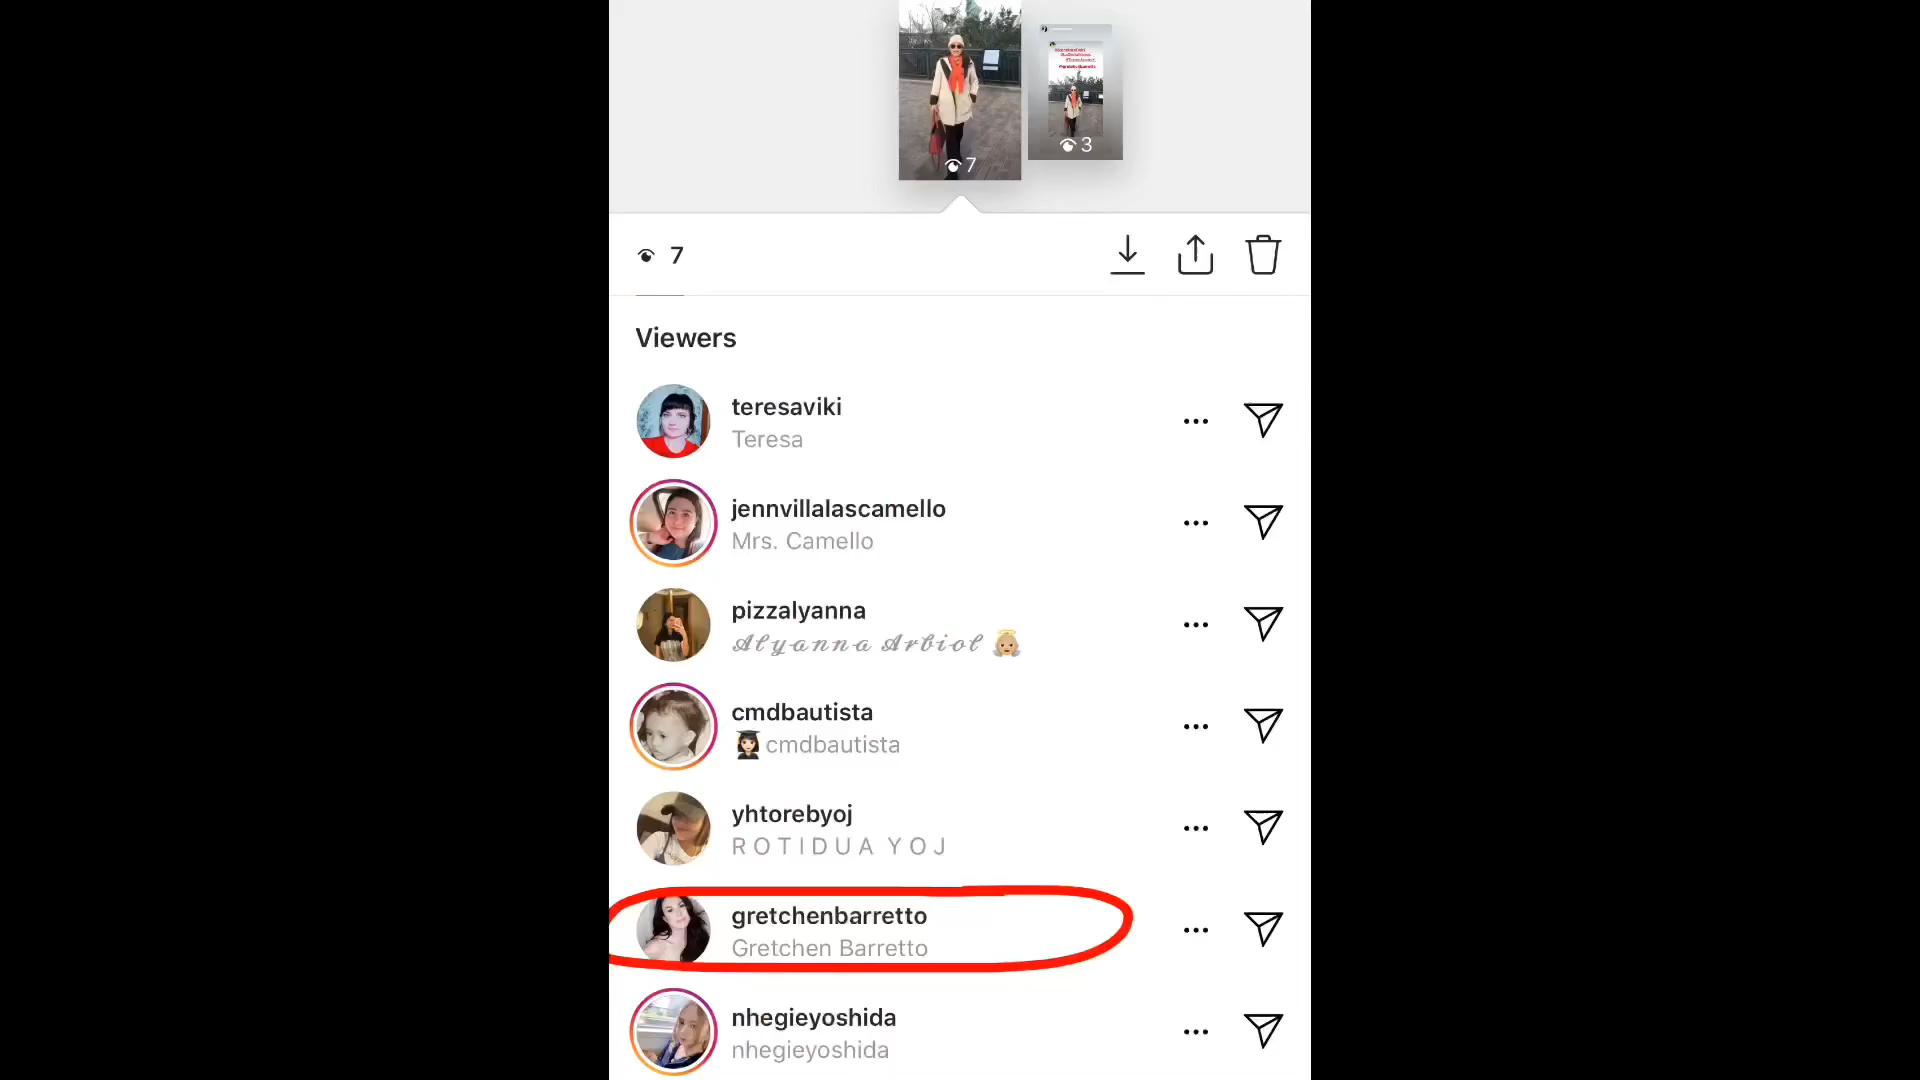 7
3
7
Viewers
teresaviki
Teresa
jennvillalascamello
Mrs. Camello
pizzalyanna
𝓐𝓵𝔂𝓪𝓷𝓷𝓪 𝓐𝓻𝓫𝓲𝓸𝓵 👼🏼
cmdbautista
👩🏻‍🎓cmdbautista
yhtorebyoj
R O T I D U A Y O J
gretchenbarretto
Gretchen Barretto
nhegieyoshida
nhegieyoshida